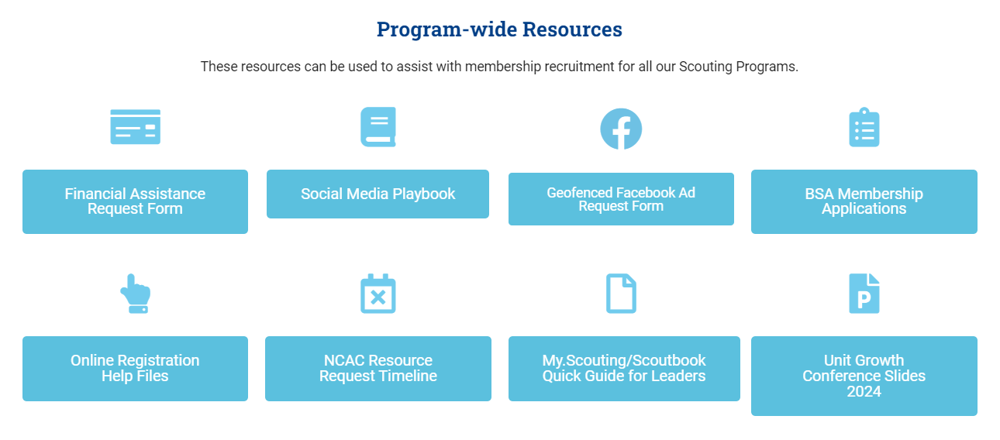 Program-wide Resources
These resources can be used to assist with membership recruitment for all our Scouting Programs.
Financial Assistance
Request Form
Social Media Playbook
Geofenced Facebook Ad
Request Form
BSA Membership
Applications
Online Registration
Help Files
NCAC Resource
Request Timeline
My.Scouting/Scoutbook
Quick Guide for Leaders
P
Unit Growth
Conference Slides
2024